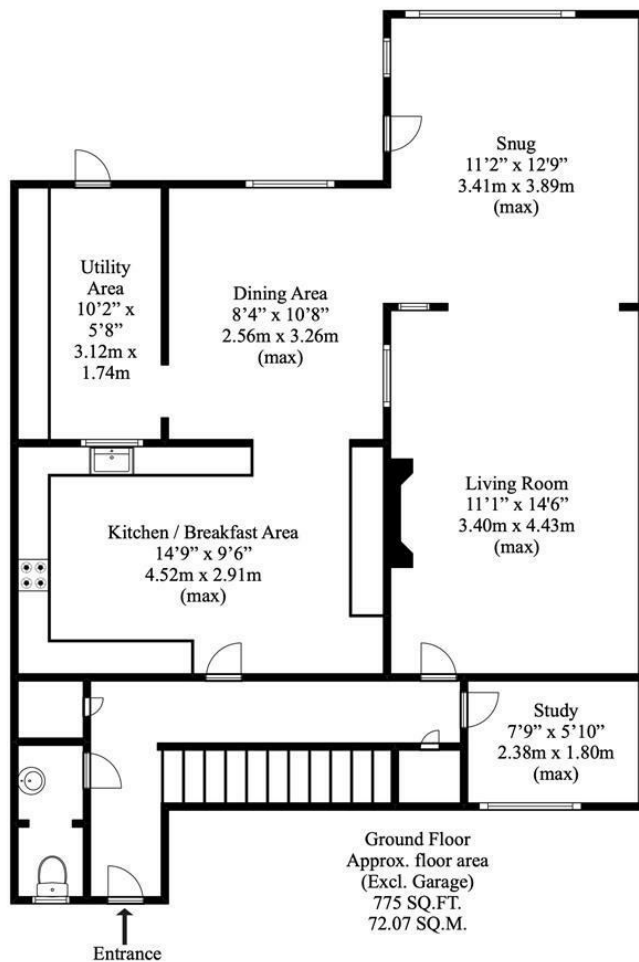 Snug
11’2” x 12’9”
3.41m x 3.89m
(max)
Utility
Area
10’2” x
5’8”
3.12m x
1.74m
Dining Area
8’4” x 10’8”
2.56m x 3.26m
(max)
Living Room
11’1” x 14'6”
3.40m x 4.43m
(max)
Kitchen / Breakfast Area
14’9” x 9’6”
4.52m x 2.91m
(max)
Study
7’9” x 5’10”
2.38m x 1.80m
(max)
Ground Floor
Approx. floor area
(Excl. Garage)
775 SQ.FT.
72.07 SQ.M.
Entrance